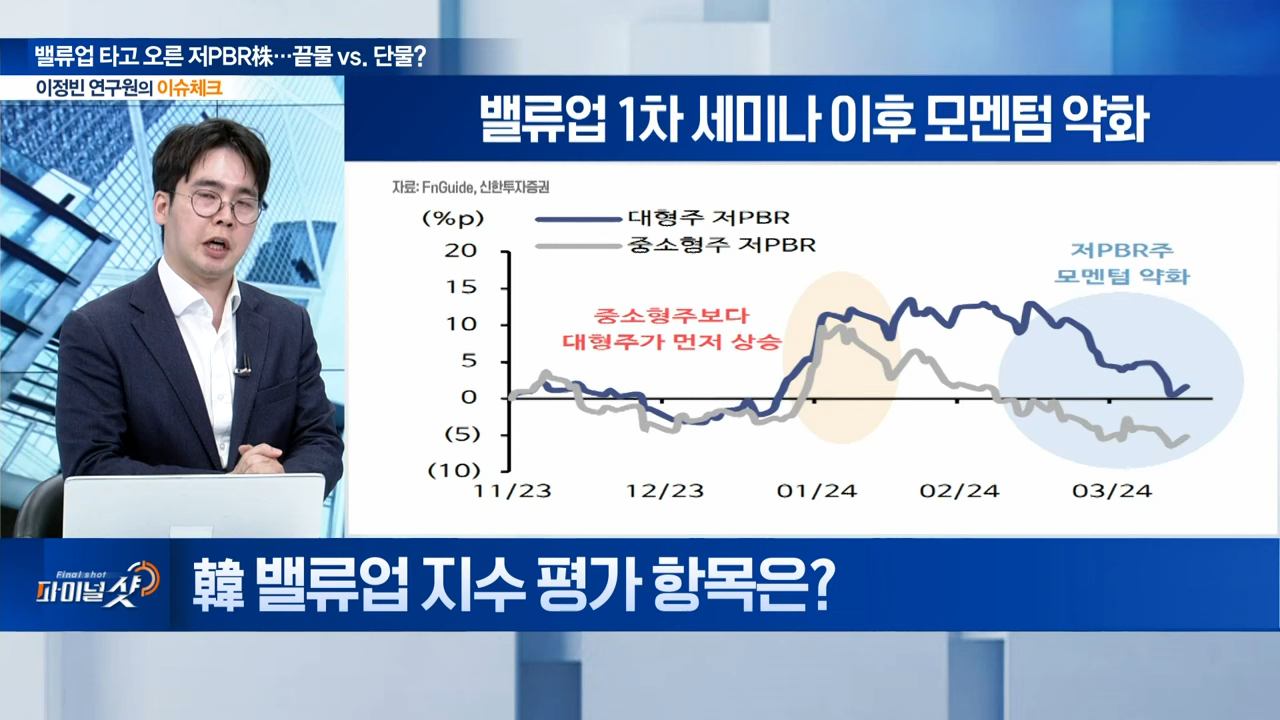 밸류업 타고 오른 저PBR株…끝물 vs. 단물?
이정빈 연구원의 이슈체크
밸류업 1차 세미나 이후 모멘텀 약화
자료: FnGuide, 신한투자증권
(%p)
대형주 저PBR
중소형주 저PBR
20
15
10
5
0
(5)
(10)
중소형주보다
대형주가 먼저 상승
저PBR주
모멘텀 약화
11/23 12/23 01/24 02/24 03/24
Final shot
파이널샷
韓 밸류업 지수 평가 항목은?